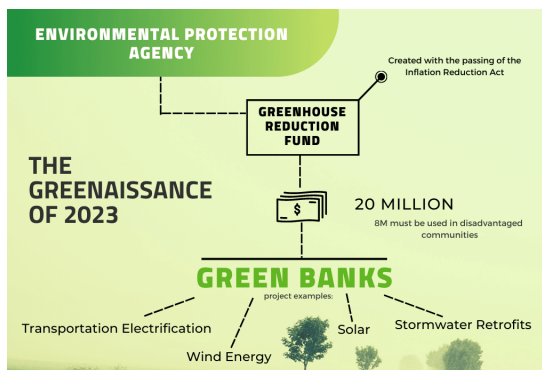 ENVIRONMENTAL PROTECTION
AGENCY
Created with the passing of the
Inflation Reduction Act
GREENHOUSE
REDUCTION
FUND
THE
GREENAISSANCE
OF 2023
$
20 MILLION
8M must be used in disadvantaged
communities
GREEN BANKS
project examples:
Transportation Electrification
Wind Energy
Solar
Stormwater Retrofits